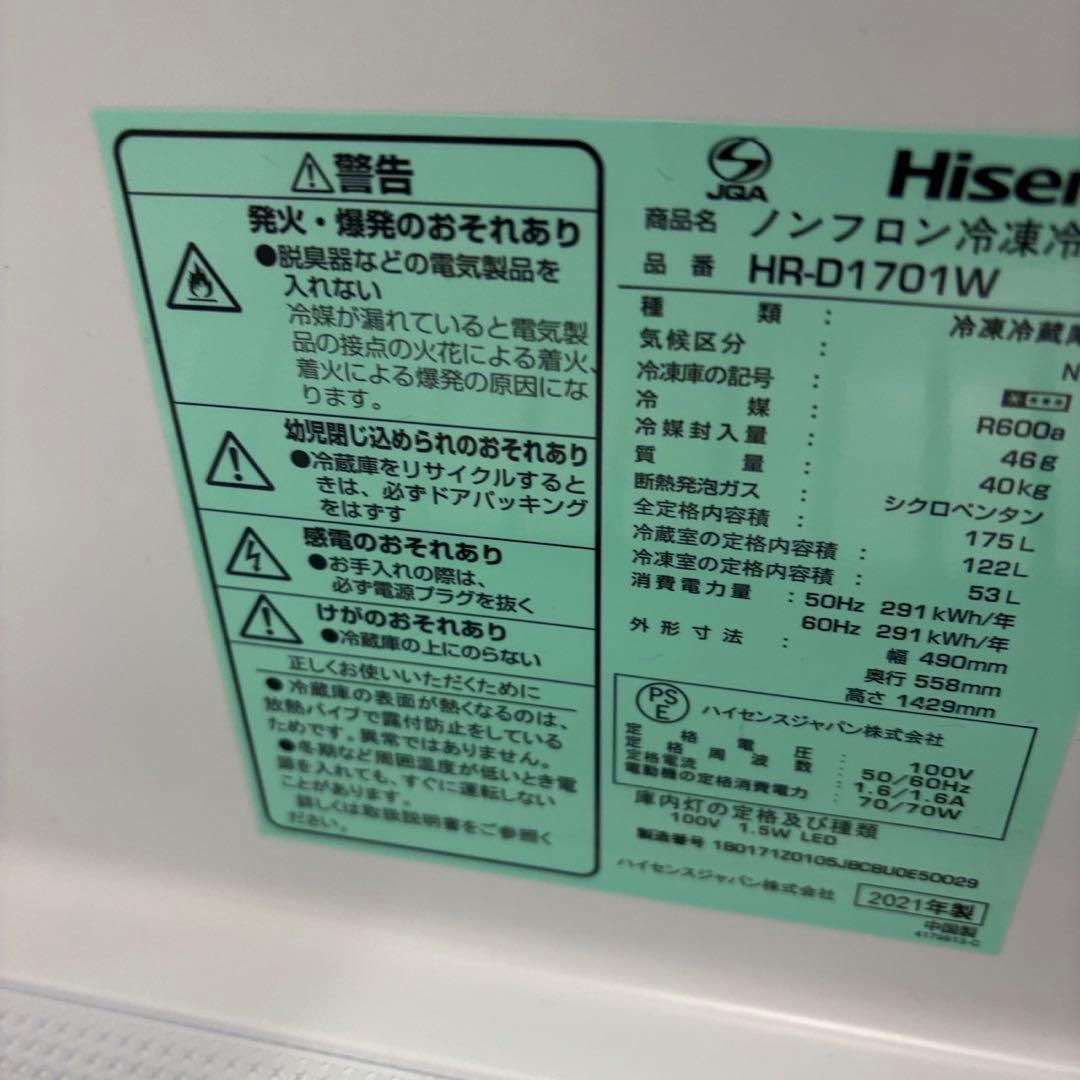 警告
発火・爆発のおそれあり
●脱臭器などの電気製品を
入れない
冷媒が漏れていると電気製
品の接点の火花による着火、
着火による爆発の原因にな
ります。
幼児閉じ込められのおそれあり
●冷蔵庫をリサイクルすると
きは、必ずドアパッキング
をはずす
感電のおそれあり
●お手入れの際は、
必ず電源プラグを抜く
けがのおそれあり
●冷蔵庫の上にのらない
正しくお使いいただくために
●冷蔵庫の表面が熱くなるのは、
放熱パイプで露付防止をしている
ためです。異常ではありません。
●冬期など周囲温度が低いとき電
源を入れても、すぐに運転しない
ことがあります。
詳しくは取扱説明書をご参照く
ださい。
JQA
Hisen
商品名 ノンフロン冷凍冷
品番 HR-D1701W
種類 : 冷凍冷蔵庫
気候区分 : N
冷凍庫の記号 :
冷媒 : R600a
冷媒封入量 : 46g
質量 : 40kg
断熱発泡ガス : シクロペンタン
全定格内容積 : 175L
冷蔵室の定格内容積 : 122L
冷凍室の定格内容積 : 53L
消費電力量 : 50Hz 291kWh/年
60Hz 291kWh/年
外形寸法 : 幅 490mm
奥行 558mm
高さ 1429mm
PSE ハイセンスジャパン株式会社
定格電圧 : 100V
定格周波数 : 50/60Hz
定格電流 : 1.6/1.6A
電動機の定格消費電力 : 70/70W
庫内灯の定格及び種類
100V 1.5W LED
製造番号 1B0171Z0105JBCBU0E50029
ハイセンスジャパン株式会社 2021年製
中国製